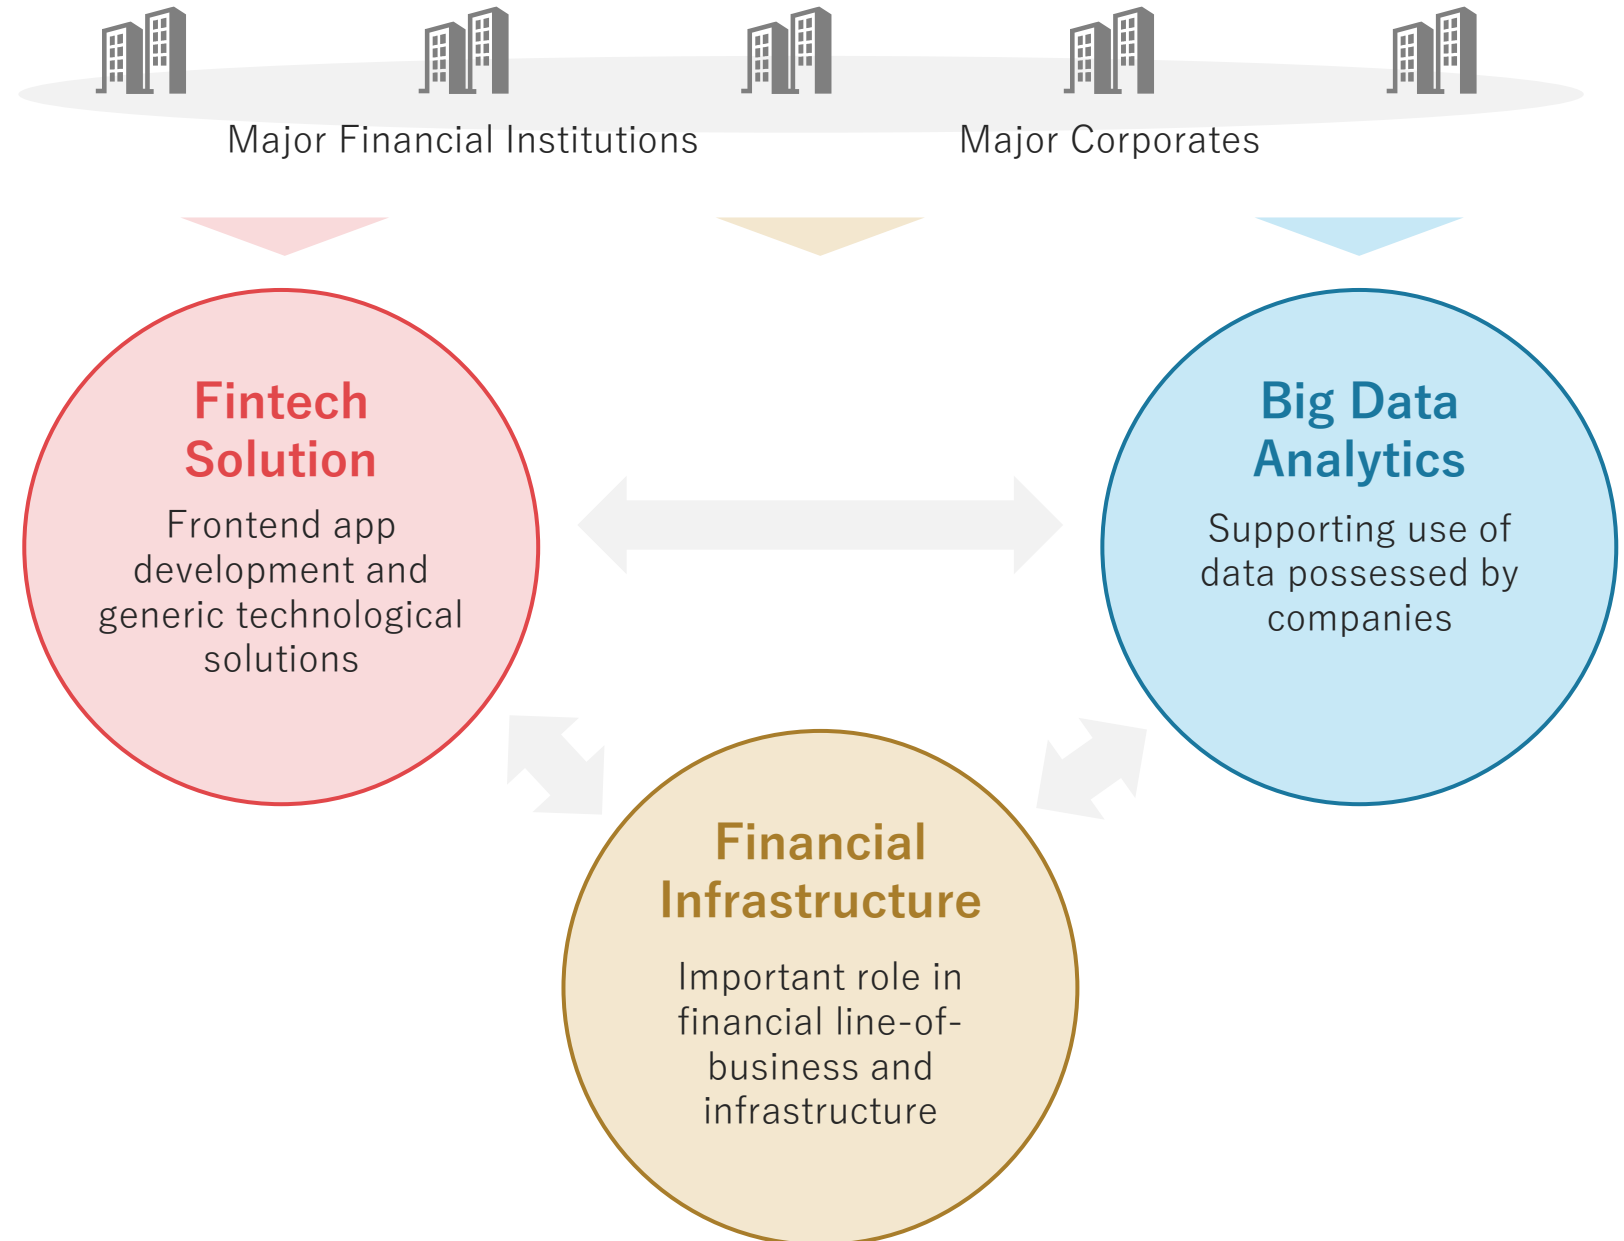 Major Financial Institutions
Major Corporates
Fintech
Solution
Frontend app
development and
generic technological
solutions
Big Data
Analytics
Supporting use of
data possessed by
companies
Financial
Infrastructure
Important role in
financial line-of-
business and
infrastructure